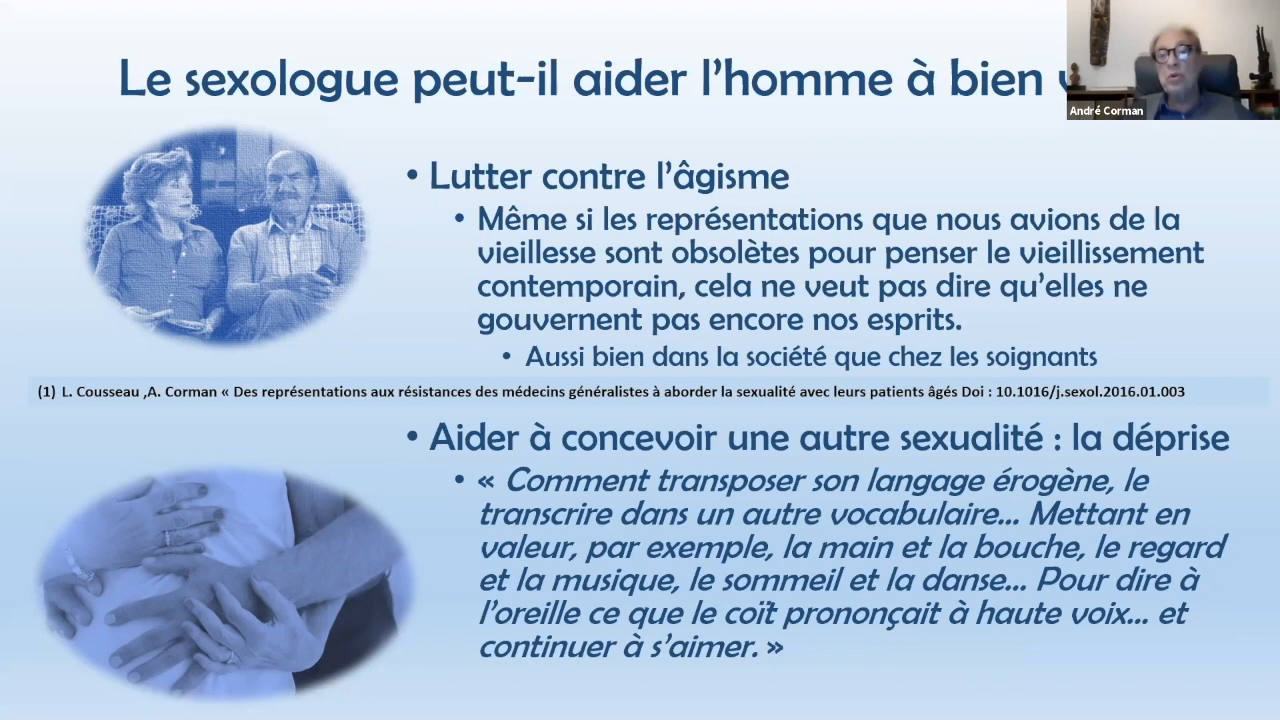 Le sexologue peut-il aider l'homme à bien
André Corman
• Lutter contre l'âgisme
• Même si les représentations que nous avions de la
vieillesse sont obsolètes pour penser le vieillissement
contemporain, cela ne veut pas dire qu'elles ne
gouvernent pas encore nos esprits.
• Aussi bien dans la société que chez les soignants
(1) L. Cousseau ,A. Corman « Des représentations aux résistances des médecins généralistes à aborder la sexualité avec leurs patients âgés Doi : 10.1016/j.sexol.2016.01.003
• Aider à concevoir une autre sexualité : la déprise
• « Comment transposer son langage érogène, le
transcrire dans un autre vocabulaire... Mettant en
valeur, par exemple, la main et la bouche, le regard
et la musique, le sommeil et la danse... Pour dire à
l'oreille ce que le coït prononçait à haute voix... et
continuer à s'aimer. »